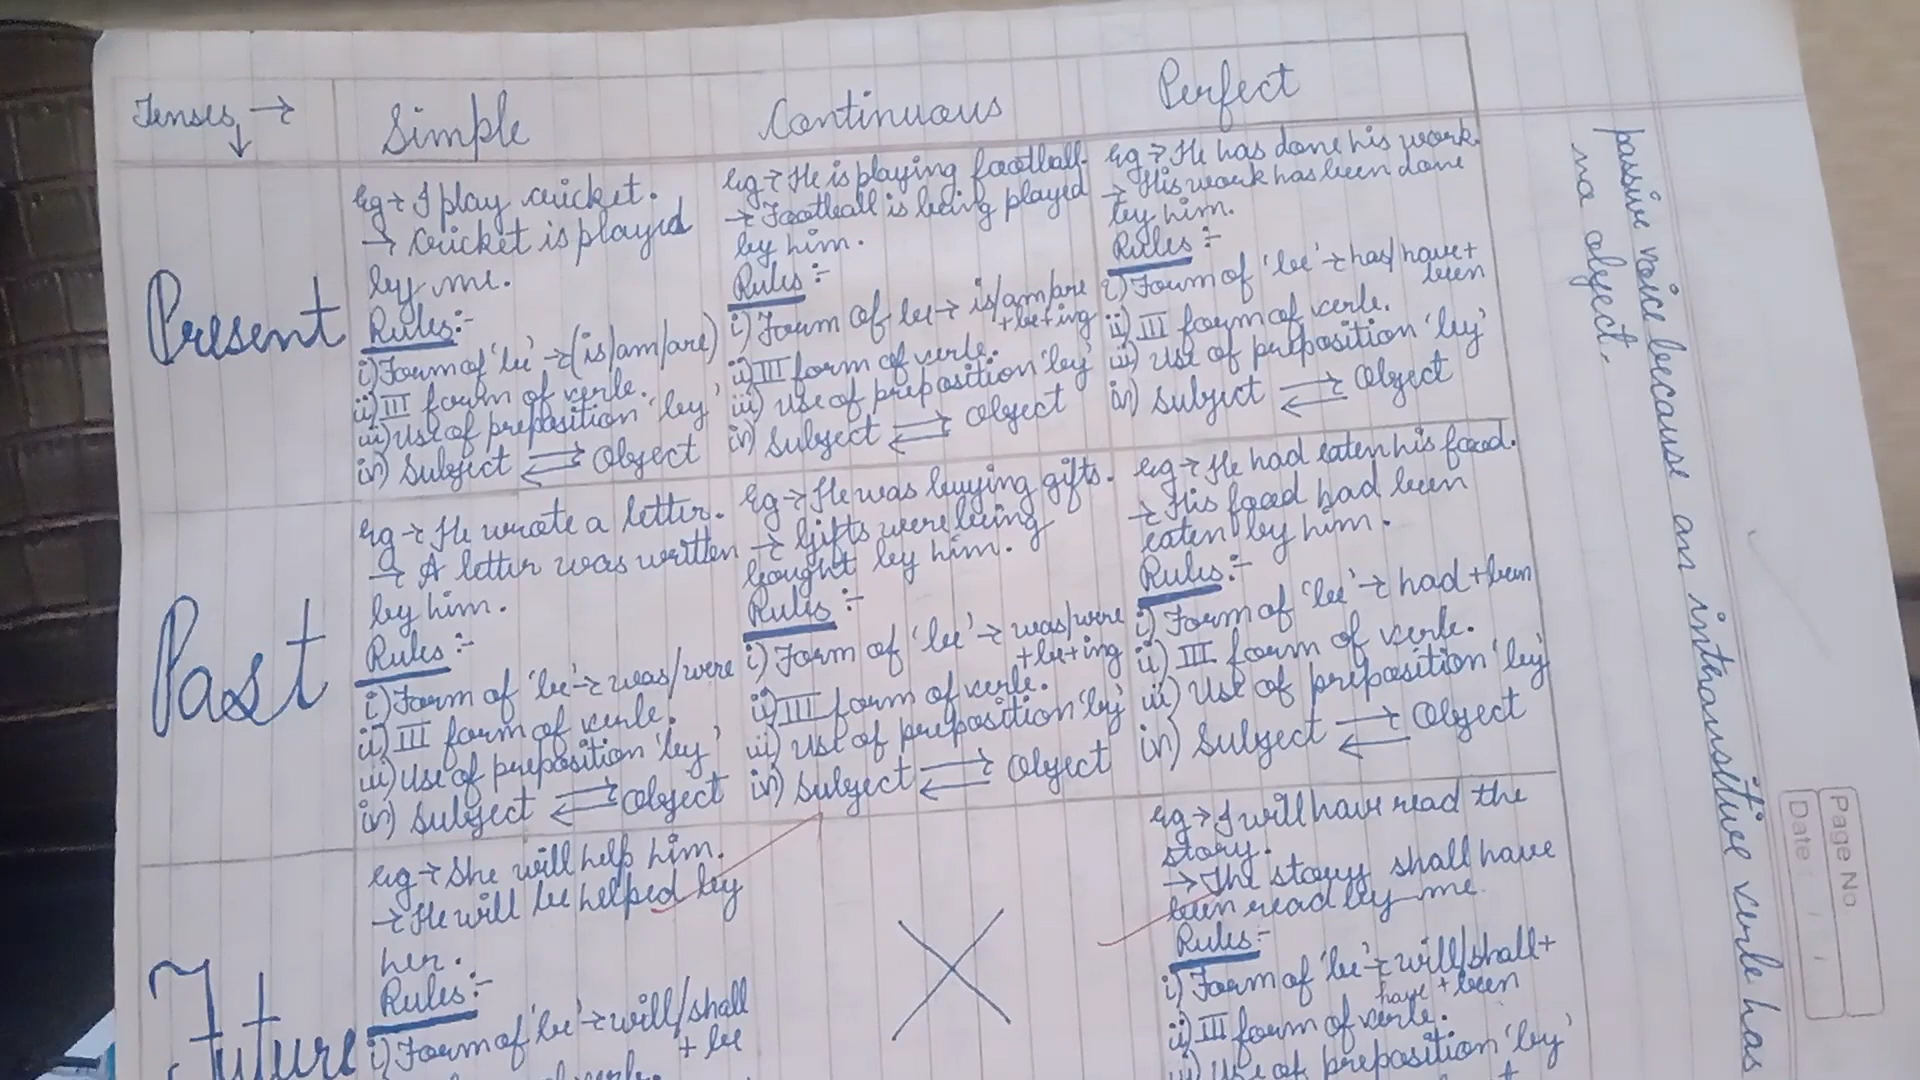 Tenses →
↓
Simple
Continuous
Perfect
Present
Eg → I play cricket.
→ Cricket is played
by me.
Rules:-
i) Form of 'be' → (is/am/are)
ii) III form of verb.
iii) Use of preposition 'by'
iv) Subject ⇄ Object
Eg → He is playing football.
→ Football is being played
by him.
Rules:-
i) Form of be → is/am/are
+be+ing
ii) III form of verb.
iii) Use of preposition 'by'
iv) Subject ⇄ Object
Eg → He has done his work.
→ His work has been done
by him.
Rules:-
i) Form of 'be' → has/have+
been
ii) III form of verb.
iii) Use of preposition 'by'
iv) Subject ⇄ Object
Past
Eg → He wrote a letter.
→ A letter was written
by him.
Rules:-
i) Form of 'be' → was/were
ii) III form of verb.
iii) Use of preposition 'by'
iv) Subject ⇄ Object
Eg → He was buying gifts.
→ Gifts were being
bought by him.
Rules:-
i) Form of 'be' → was/were
+be+ing
ii) III form of verb.
iii) Use of preposition 'by'
iv) Subject ⇄ Object
Eg → He had eaten his food.
→ His food had been
eaten by him.
Rules:-
i) Form of 'be' → had + been
ii) III form of verb.
iii) Use of preposition 'by'
iv) Subject ⇄ Object
Future
Eg → She will help him.
→ He will be helped by
her.
Rules:-
i) Form of 'be' → will/shall
+ be
verb.
Eg → I will have read the
story.
→ The story shall have
been read by me.
Rules:-
i) Form of 'be' → will/shall+
have + been
ii) III form of verb.
iii) Use of preposition 'by'
passive voice because an intransitive verb has
no object.
Page No.
Date / /